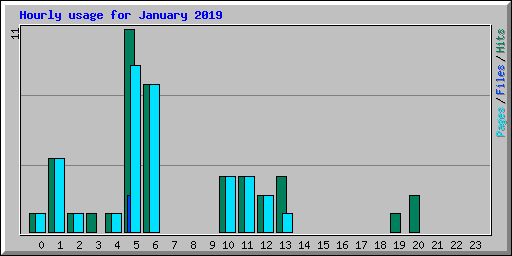 Hourly usage for January 2019
11
Pages/Files/Hits
0 1 2 3 4 5 6 7 8 9 10 11 12 13 14 15 16 17 18 19 20 21 22 23